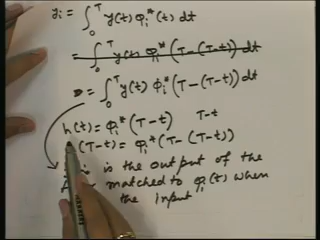 yᵢ = ∫₀ᵀ y(t) φᵢ*(t) dt
= ∫₀ᵀ y(t) φᵢ*(T-(T-t)) dt
= ∫₀ᵀ y(t) φᵢ*(T-(T-t)) dt
h(t) = φᵢ*(T-t) T-t
(T-t) = φᵢ*(T-(T-t))
is the output of the
matched to φᵢ(t) when
the input